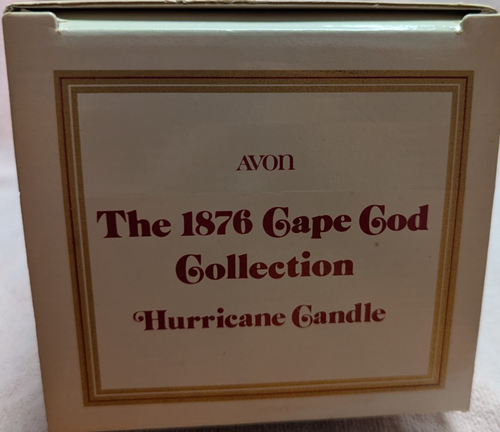 AVON
The 1876 Cape Cod
Collection
Hurricane Candle